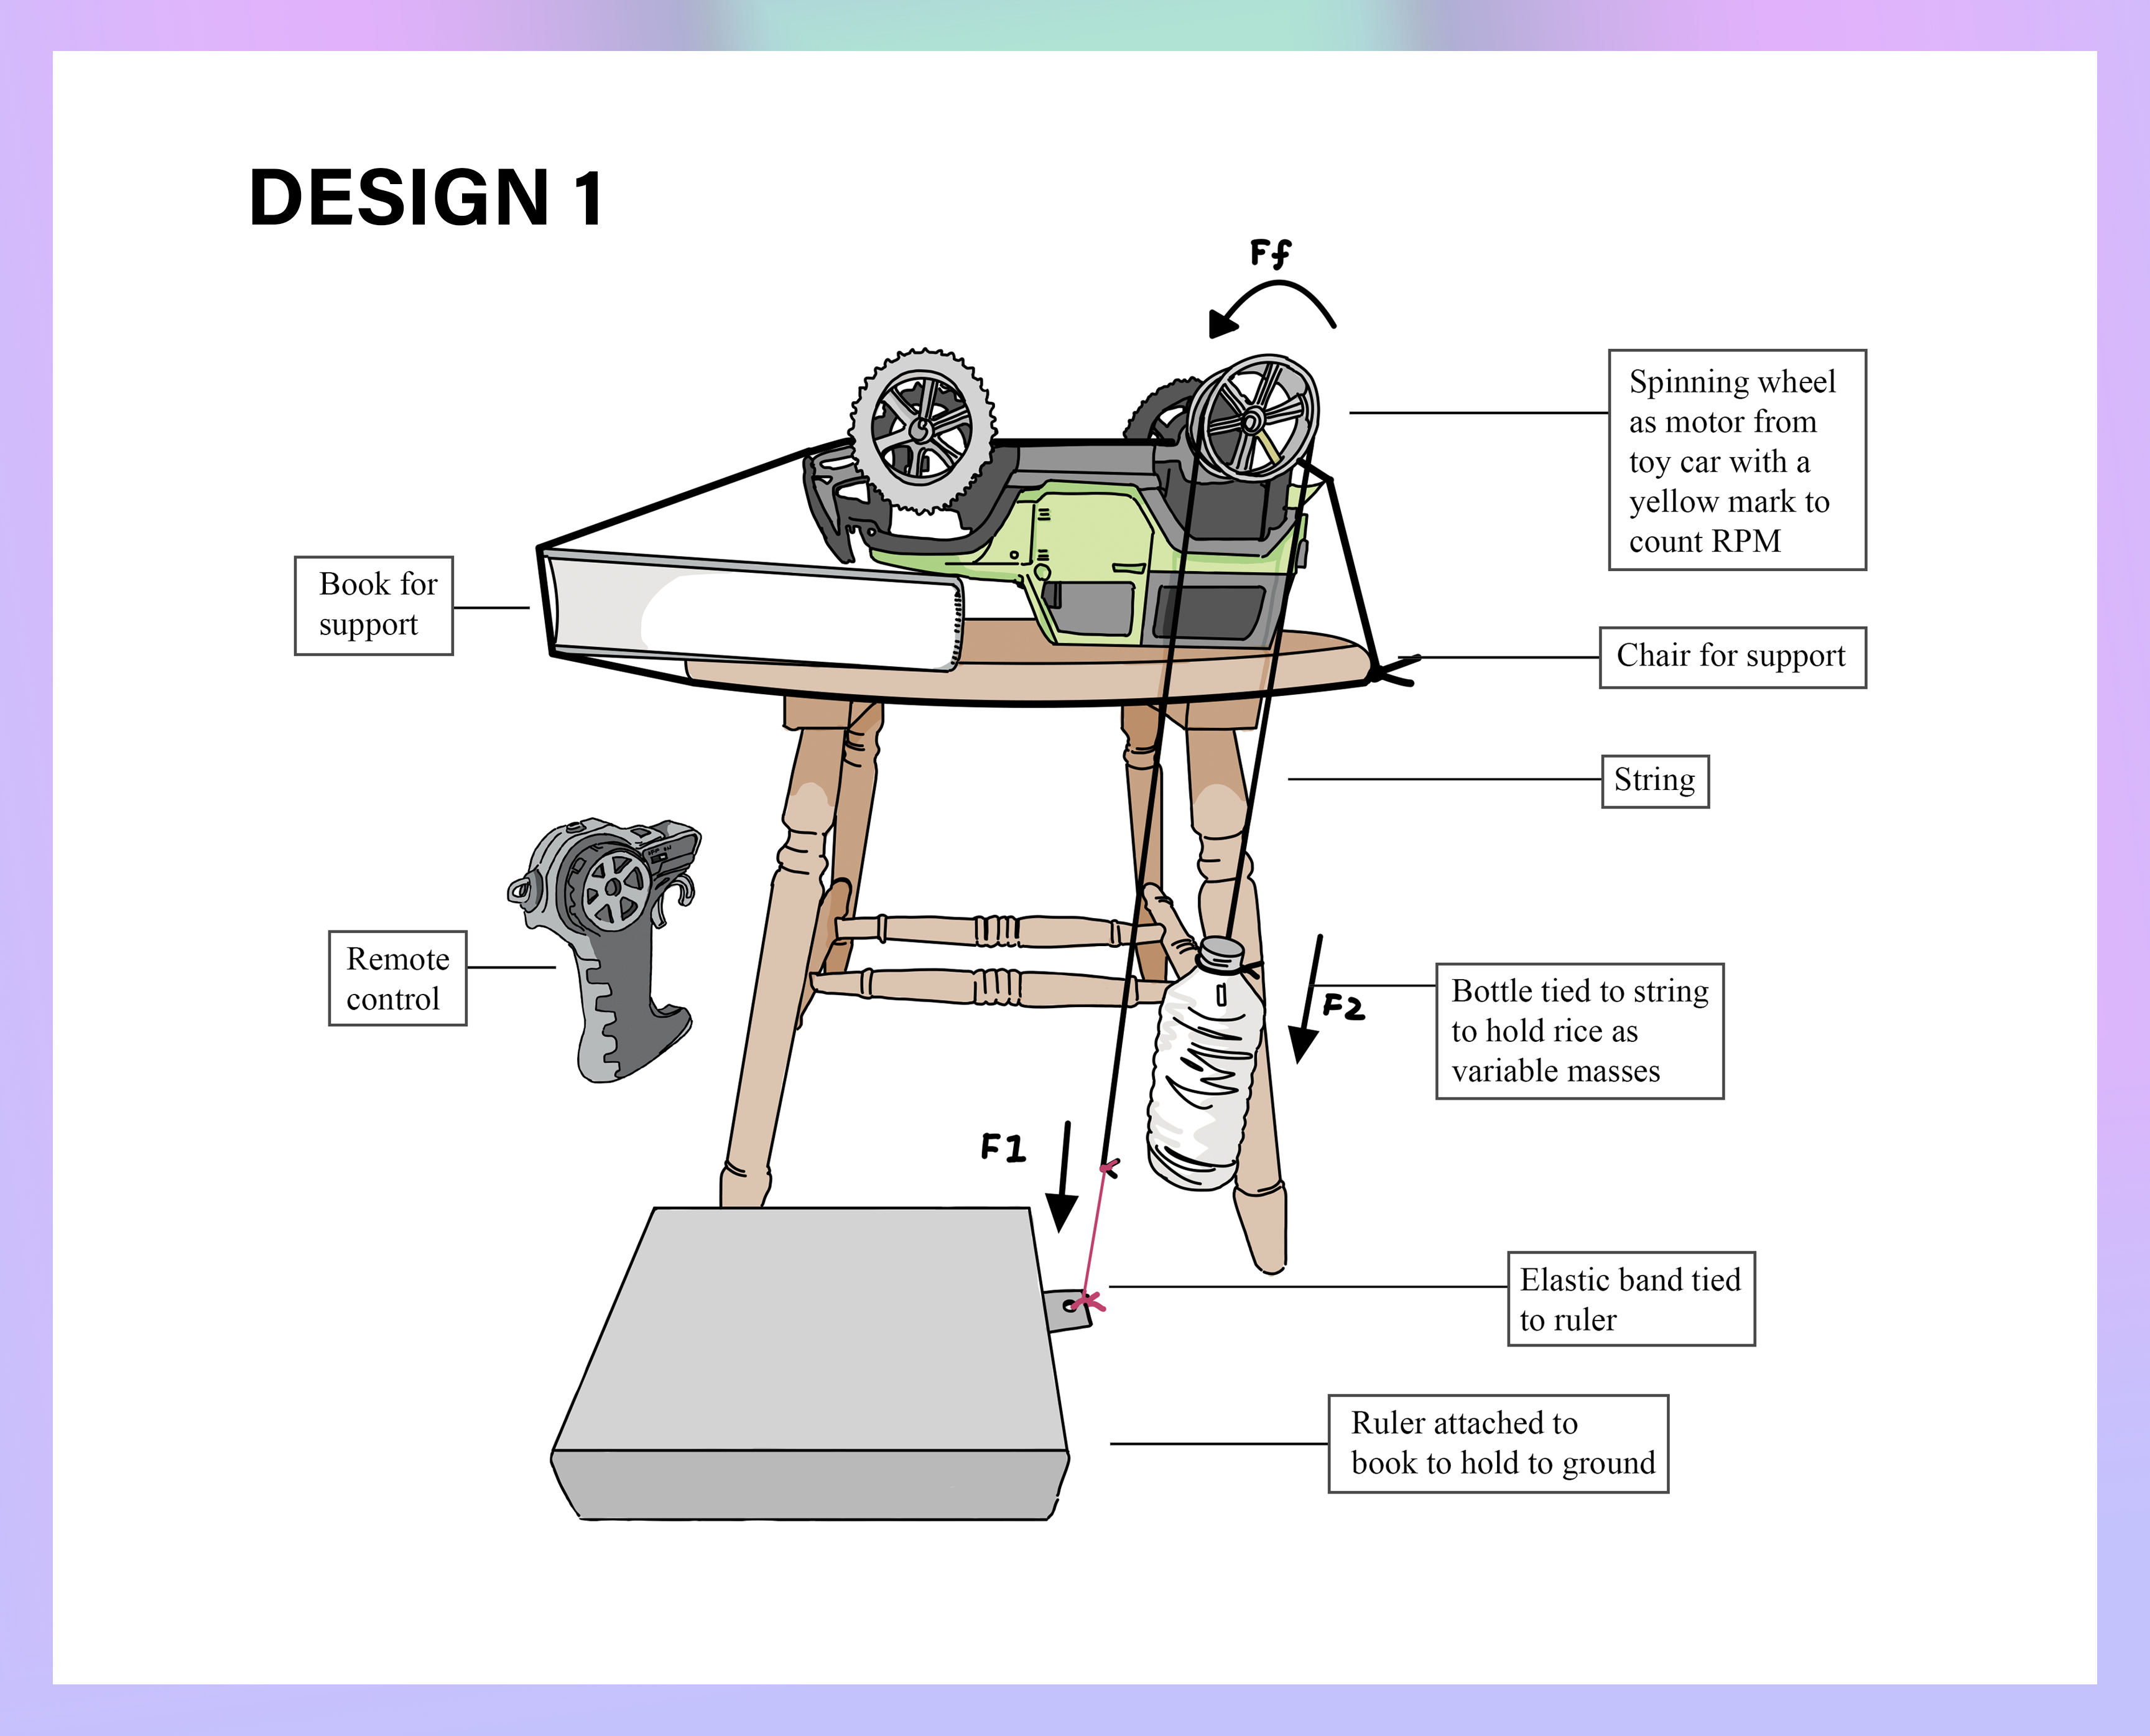 DESIGN 1
Ff
Spinning wheel
as motor from
toy car with a
yellow mark to
count RPM
Book for
support
Chair for support
String
Remote
control
Bottle tied to string
to hold rice as
variable masses
F2
F1
Elastic band tied
to ruler
Ruler attached to
book to hold to ground